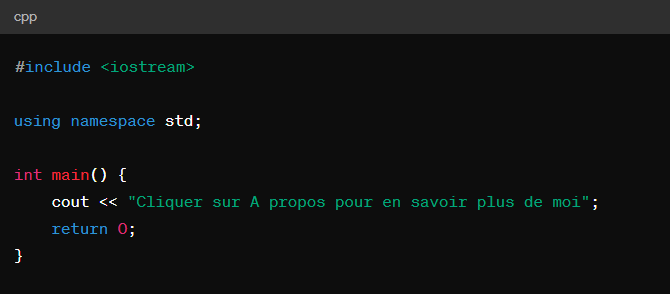 cpp
#include <iostream>
using namespace std;
int main() {
    cout << "Cliquer sur A propos pour en savoir plus de moi";
    return 0;
}